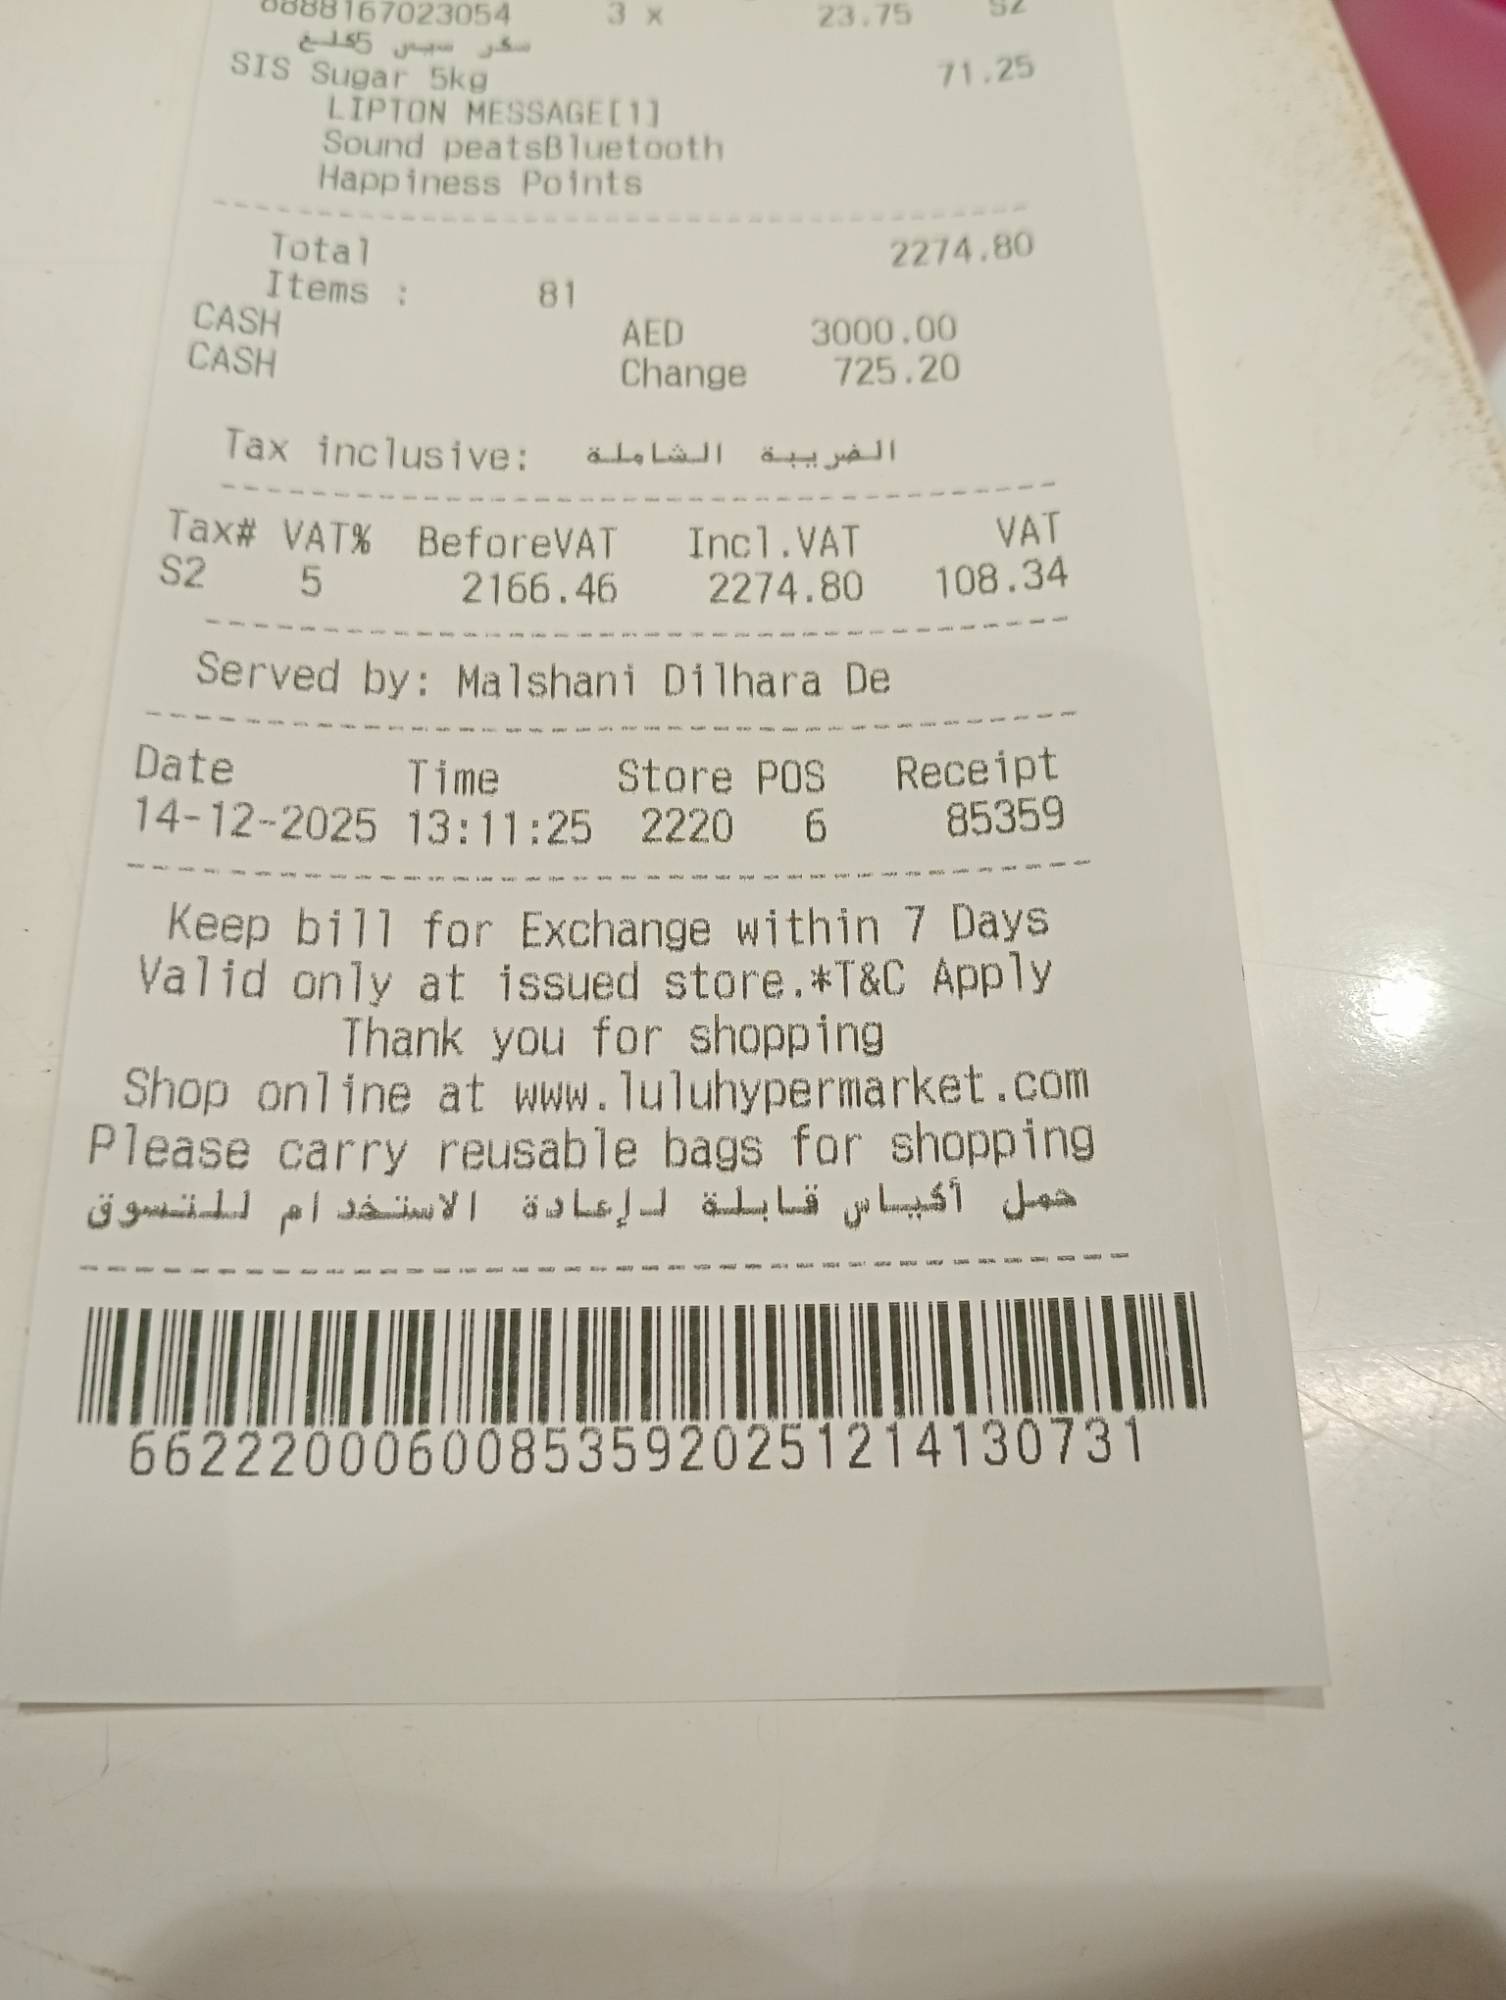 8888167023054 3 x 23.75 S2
سكر سيس 5كلغ
SIS Sugar 5kg 71.25
LIPTON MESSAGE[1]
Sound peatsBluetooth
Happiness Points
Total 2274.80
Items : 81
CASH AED 3000.00
CASH Change 725.20
Tax inclusive: الضريبة الشاملة
Tax# VAT% BeforeVAT Incl.VAT VAT
S2 5 2166.46 2274.80 108.34
Served by: Malshani Dilhara De
Date Time Store POS Receipt
14-12-2025 13:11:25 2220 6 85359
Keep bill for Exchange within 7 Days
Valid only at issued store.*T&C Apply
Thank you for shopping
Shop online at www.luluhypermarket.com
Please carry reusable bags for shopping
حمل أكياس قابلة لإعادة الاستخدام للتسوق
662220006008535920251214130731